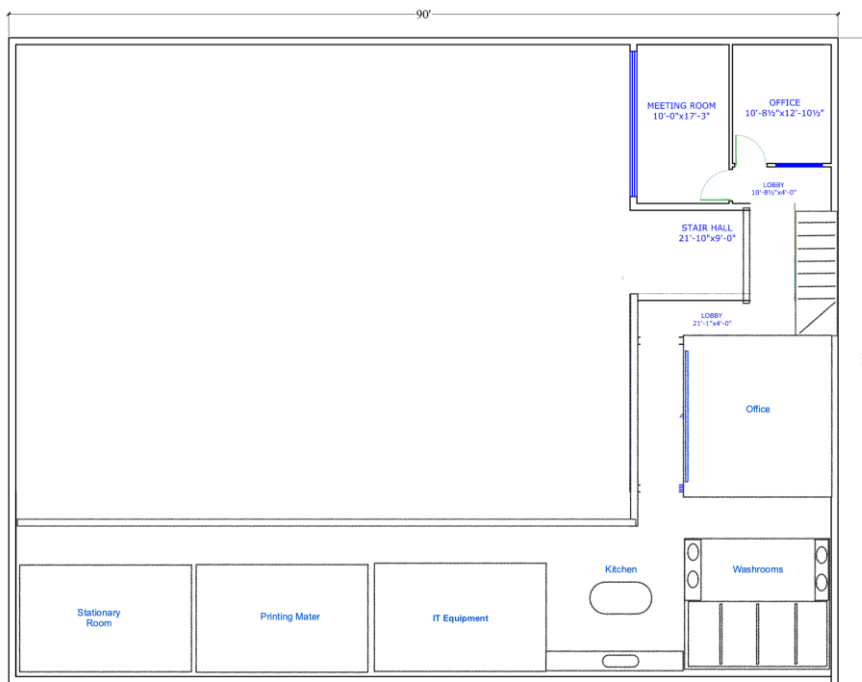 90'
MEETING ROOM
10'-0"x17'-3"
OFFICE
10'-8½"x12'-10½"
LOBBY
10'-8½"x4'-0"
STAIR HALL
21'-10"x9'-0"
LOBBY
21'-1"x4'-0"
Office
Kitchen
Washrooms
Stationary
Room
Printing Mater
IT Equipment